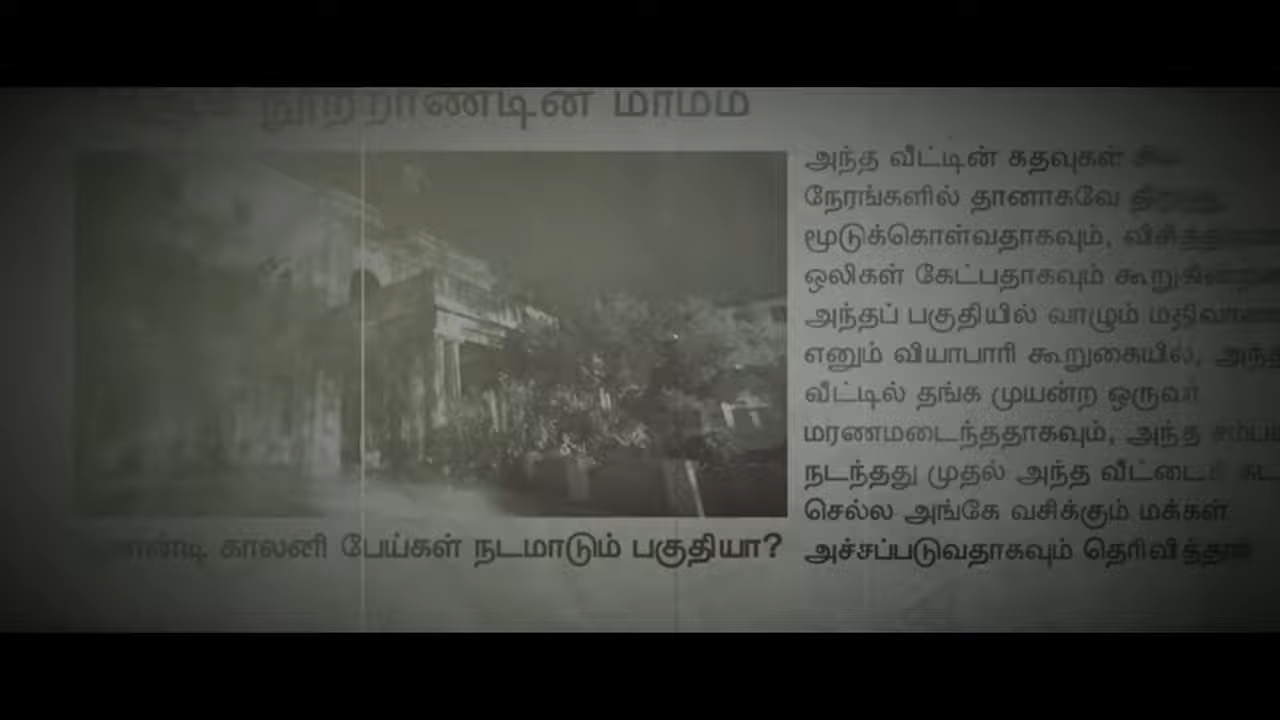 நூற்றாண்டின் மர்மம்
அந்த வீட்டின் கதவுகள்
நேரங்களில் தானாகவே
மூடுக்கொள்வதாகவும்,
ஒலிகள் கேட்பதாகவும்
அந்தப் பகுதியில் வாழும்
எனும் வியாபாரி கூறுகையில், அந்த
வீட்டில் தங்க முயன்ற ஒருவர்
மரணமடைந்ததாகவும், அந்த
நடந்தது முதல் அந்த வீட்டைச்
செல்ல அங்கே வசிக்கும் மக்கள்
காலனி பேய்கள் நடமாடும் பகுதியா?
அச்சப்படுவதாகவும்